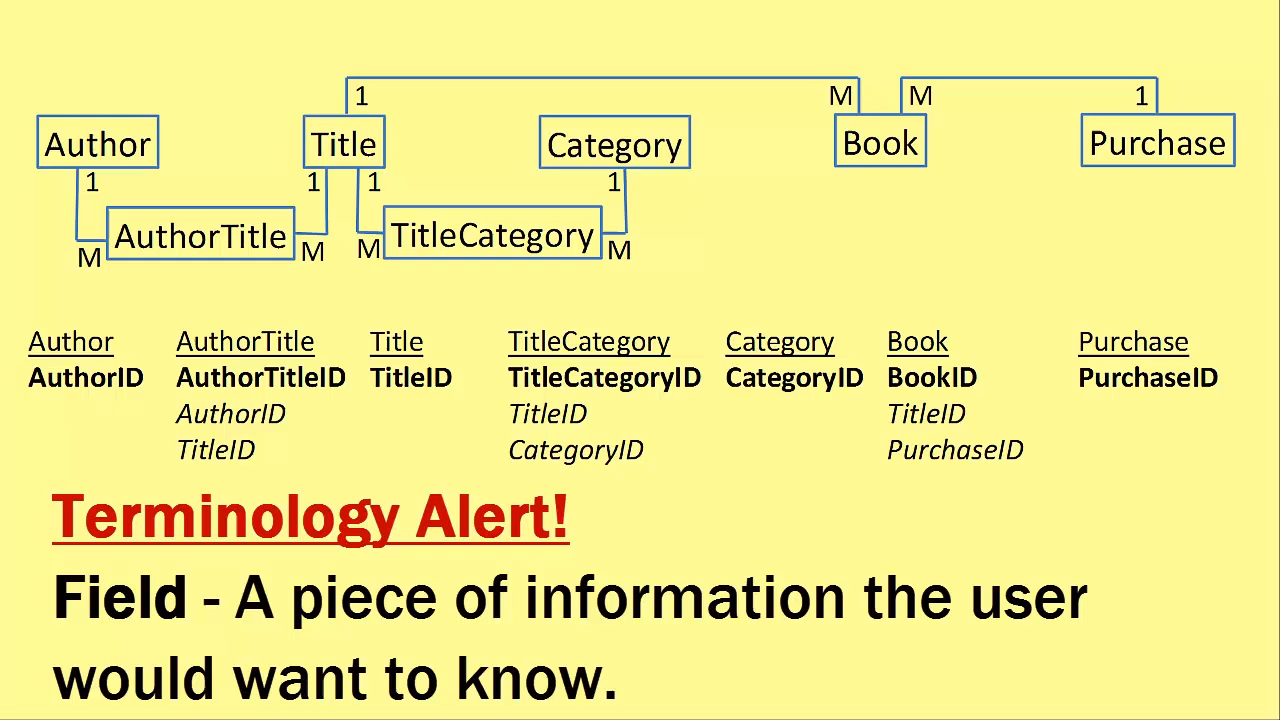 1 M M 1
Author Title Category Book Purchase
1 1 1 1
AuthorTitle TitleCategory
M M M M
Author AuthorTitle Title TitleCategory Category Book Purchase
AuthorID AuthorTitleID TitleID TitleCategoryID CategoryID BookID PurchaseID
AuthorID TitleID TitleID
TitleID CategoryID PurchaseID
Terminology Alert!
Field - A piece of information the user
would want to know.